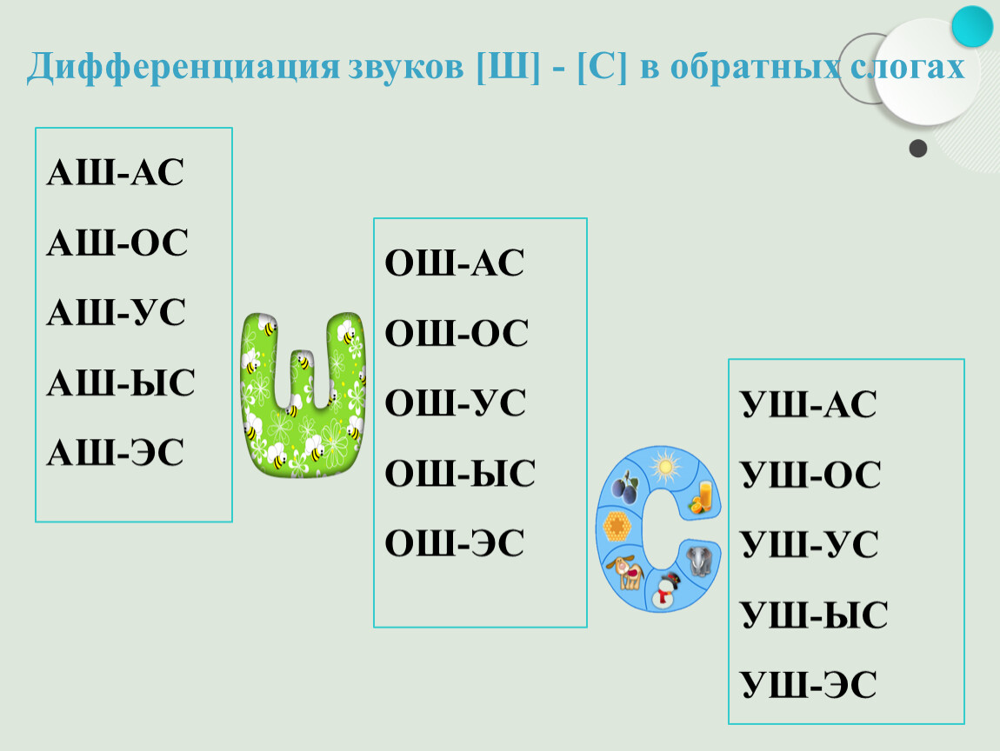 Дифференциация звуков [Ш] - [С] в обратных слогах
АШ-АС
АШ-ОС
АШ-УС
АШ-ЫС
АШ-ЭС
Ш
ОШ-АС
ОШ-ОС
ОШ-УС
ОШ-ЫС
ОШ-ЭС
С
УШ-АС
УШ-ОС
УШ-УС
УШ-ЫС
УШ-ЭС